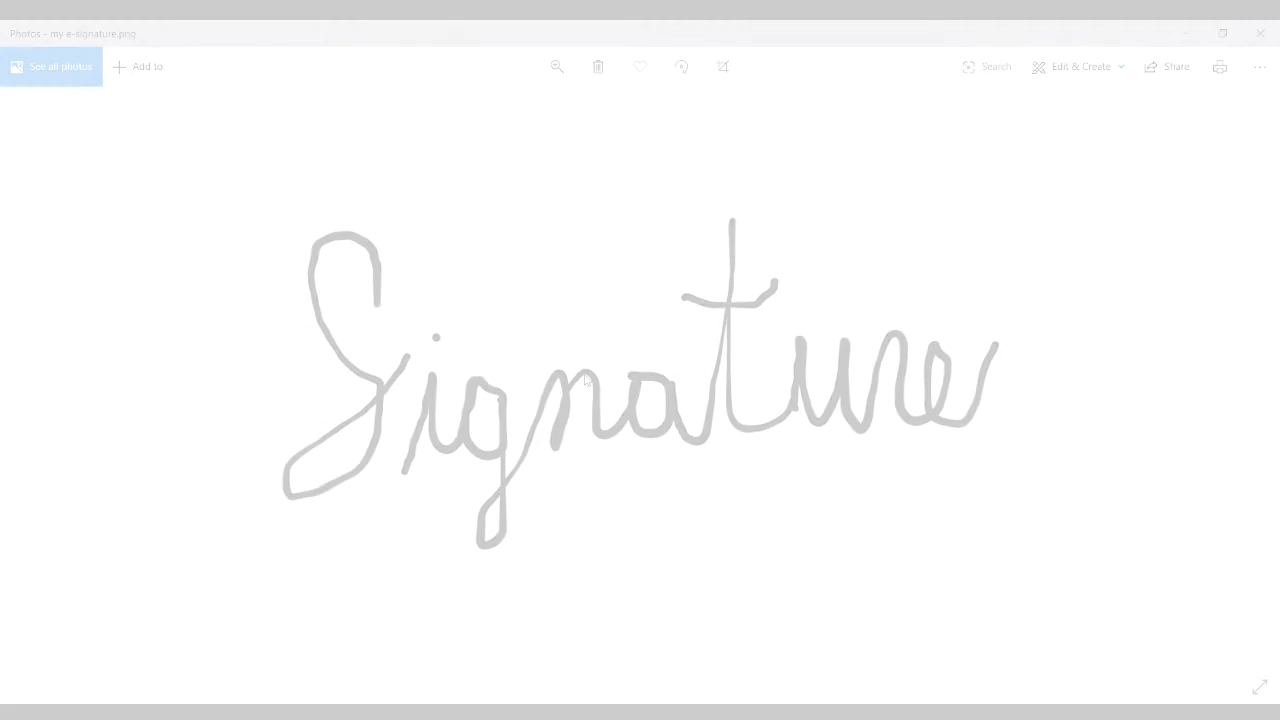 Photos - my e-signature.png
See all photos
Add to
Search
Edit & Create
Share
Signature